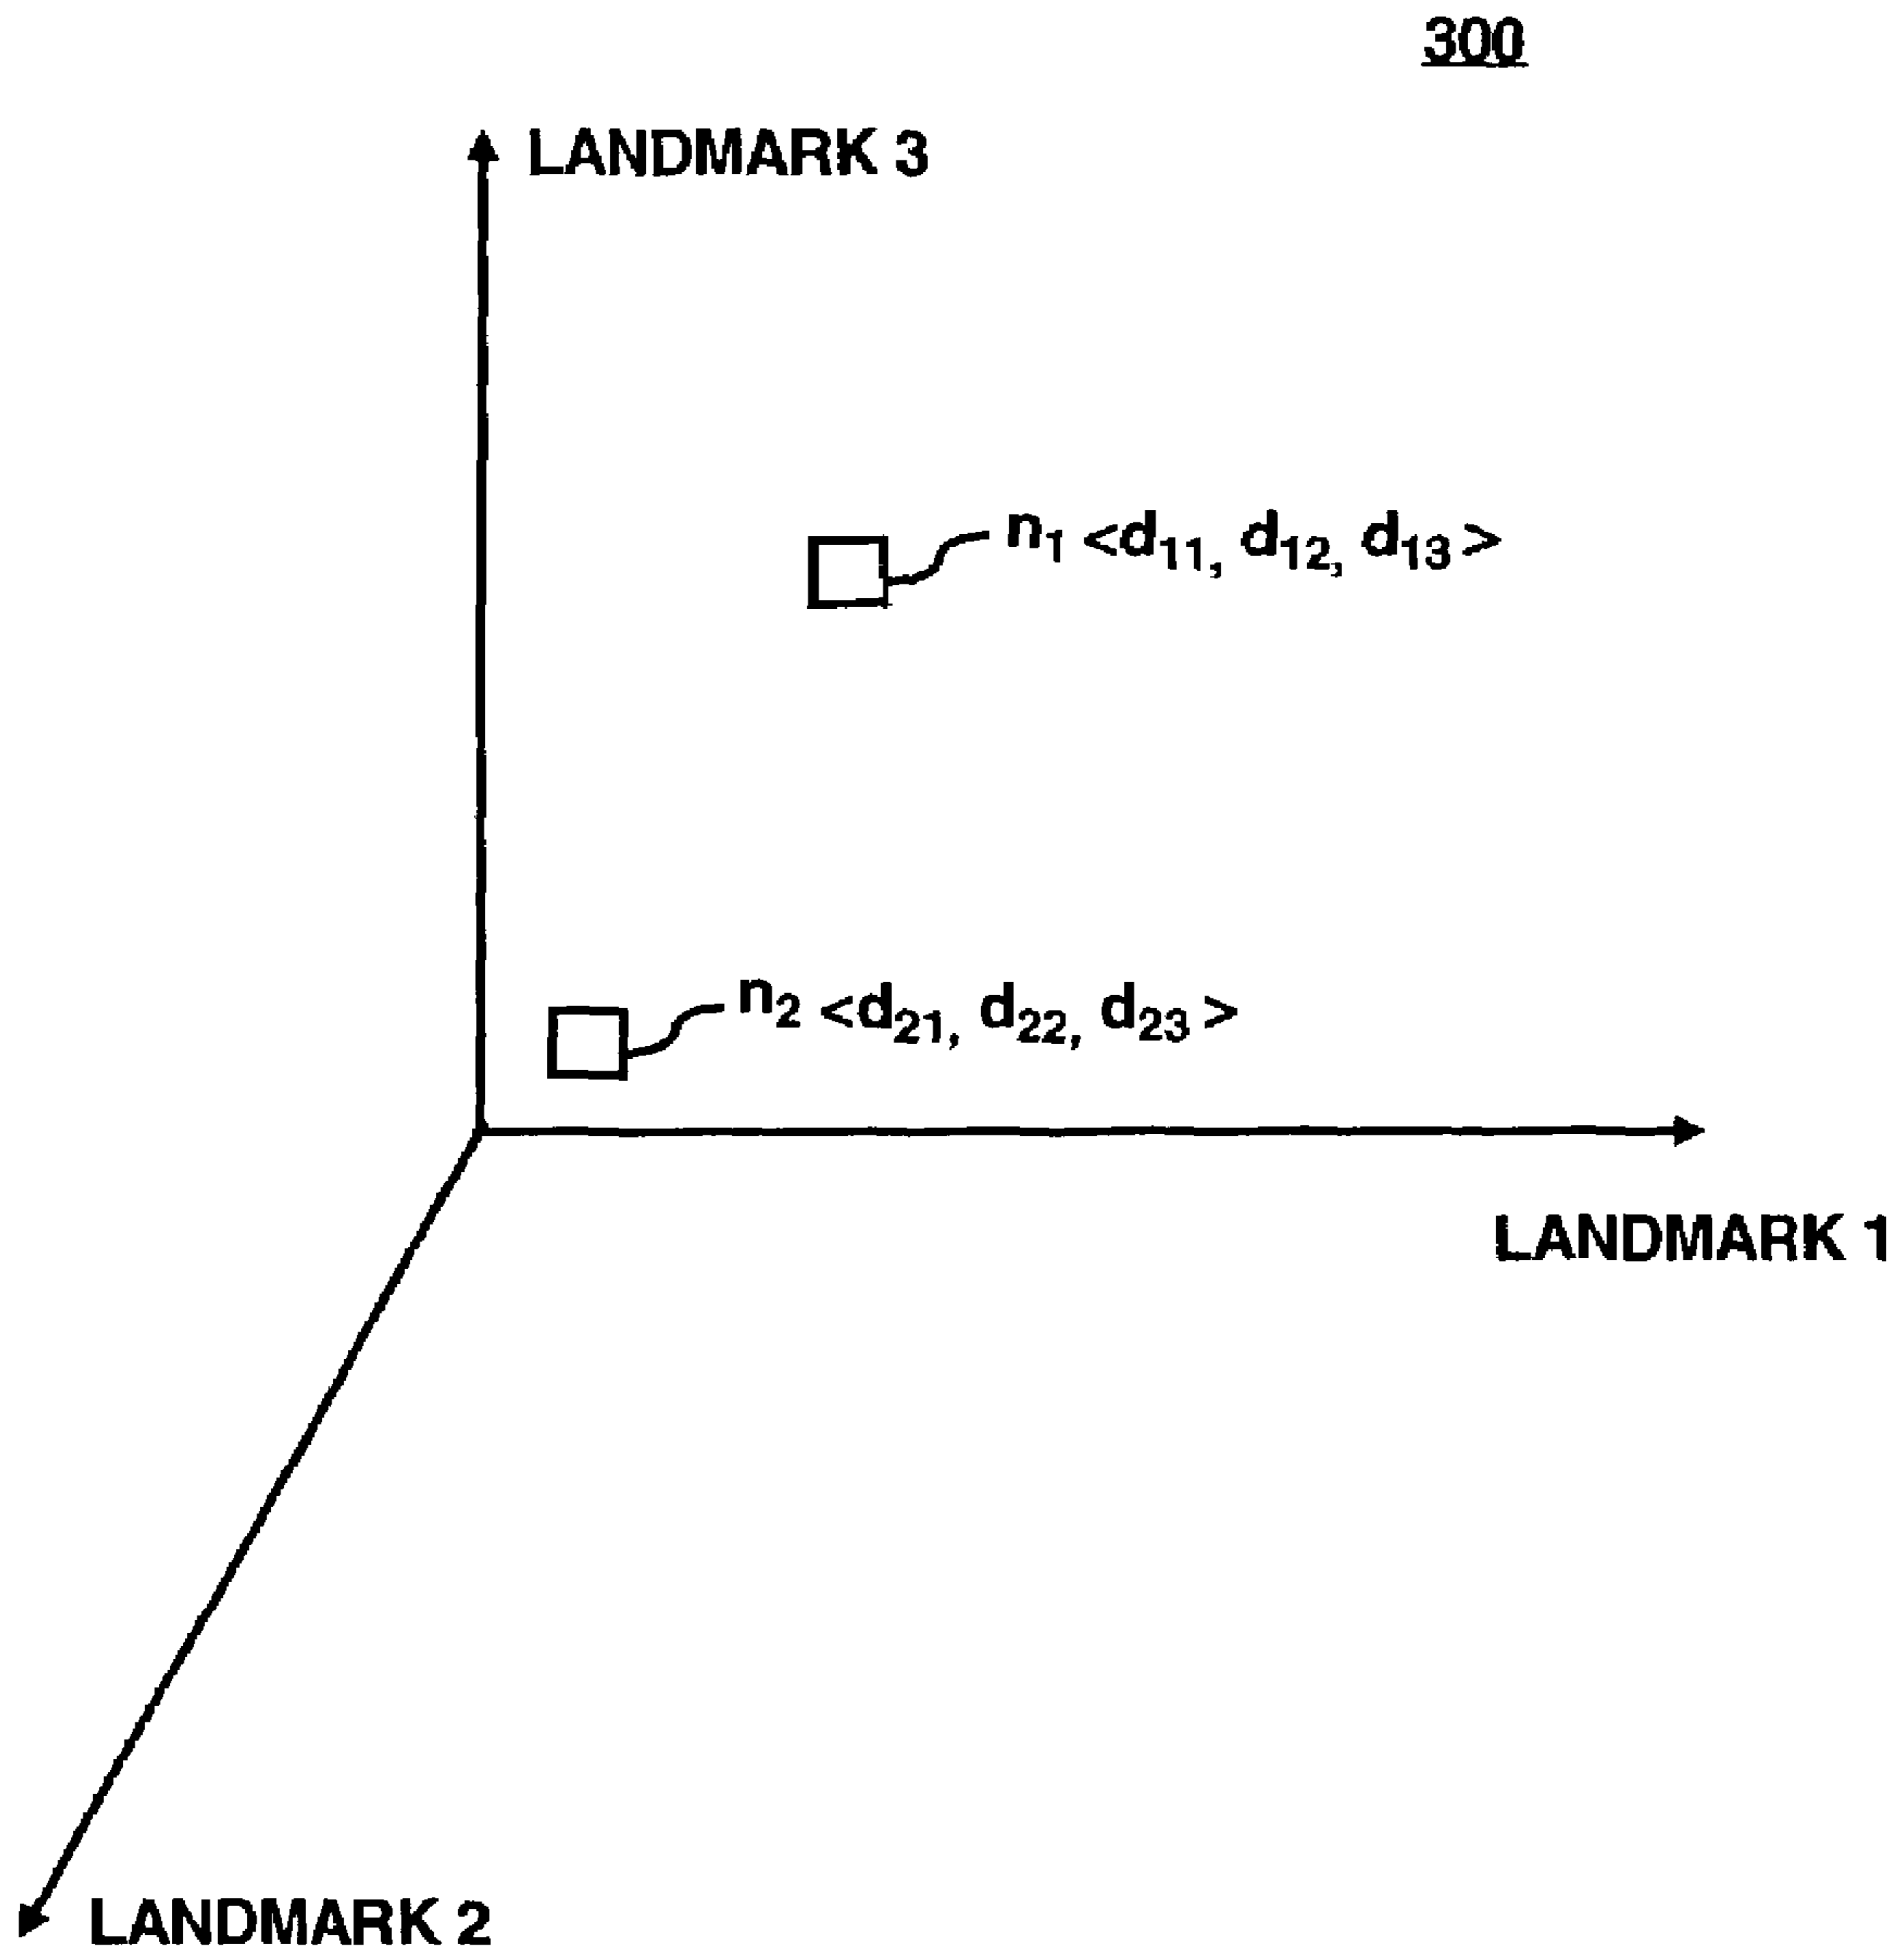 300
LANDMARK 3
n₁ <d₁₁, d₁₂, d₁₃>
n₂ <d₂₁, d₂₂, d₂₃>
LANDMARK 1
LANDMARK 2